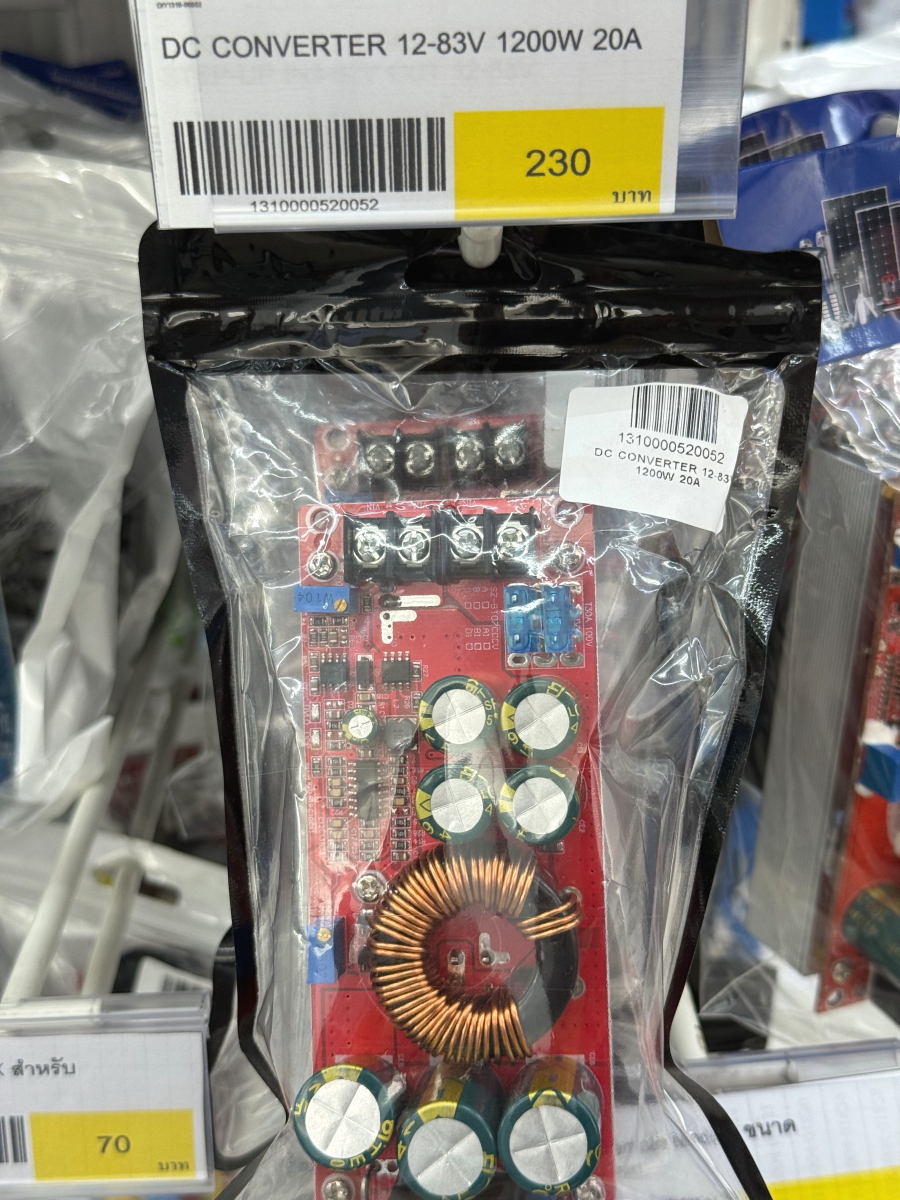 DC CONVERTER 12-83V 1200W 20A
1310000520052
230
บาท
1310000520052
DC CONVERTER 12-83
1200W 20A
W104
สำหรับ
70
บาท
ขนาด